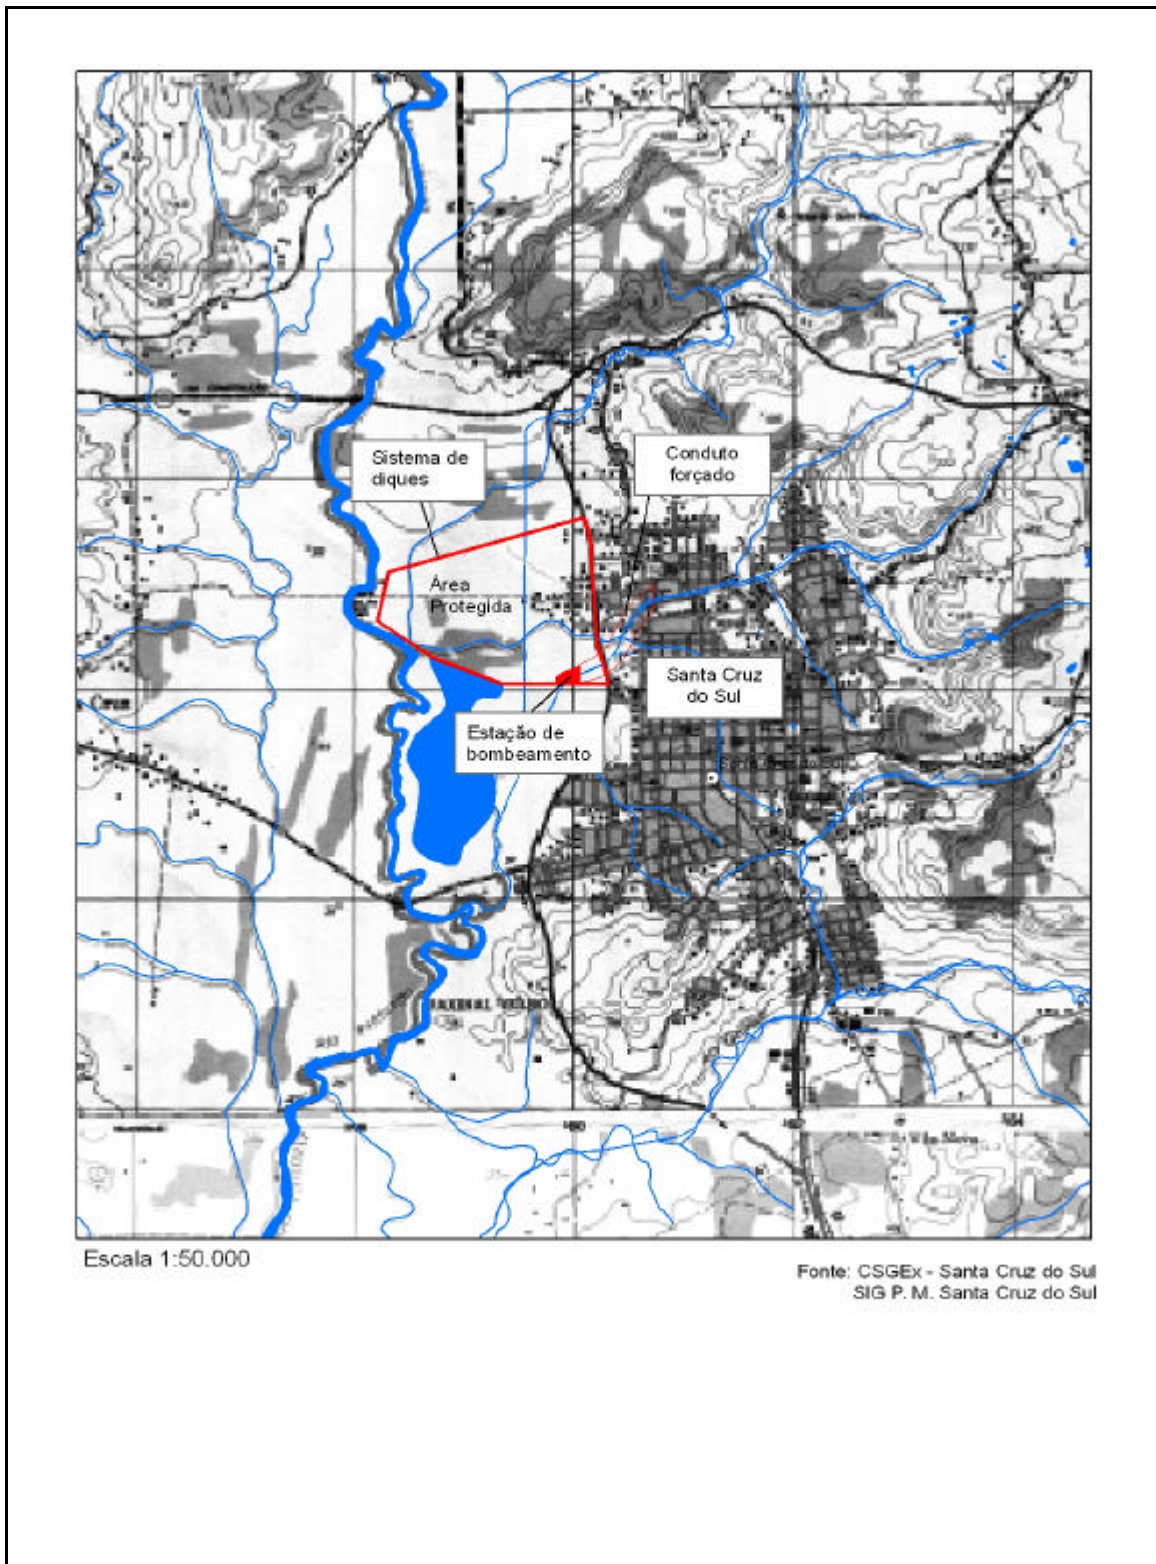 Sistema de
diques
Conduto
forçado
Área
Protegida
Santa Cruz
do Sul
Estação de
bombeamento
Escala 1:50.000
Fonte: CSGEx - Santa Cruz do Sul
SIG P. M. Santa Cruz do Sul